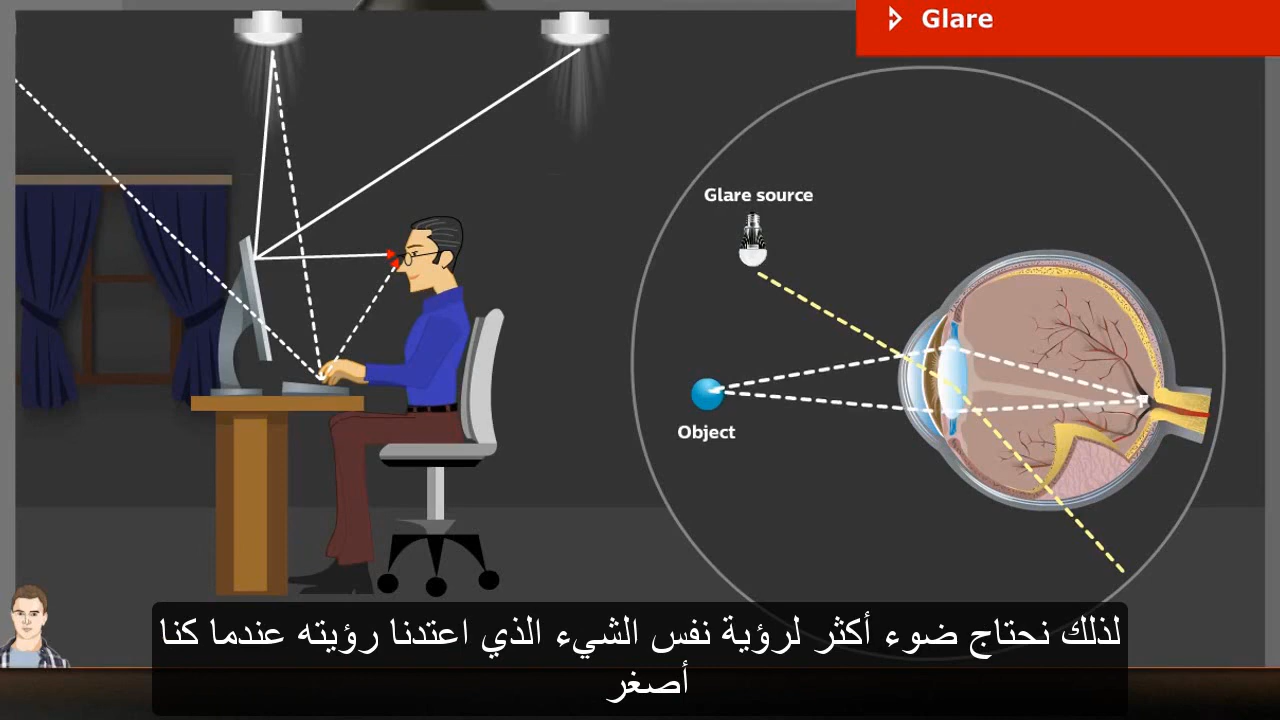 Glare
Glare source
Object
لذلك نحتاج ضوء أكثر لرؤية نفس الشيء الذي اعتدنا رؤيته عندما كنا
أصغر